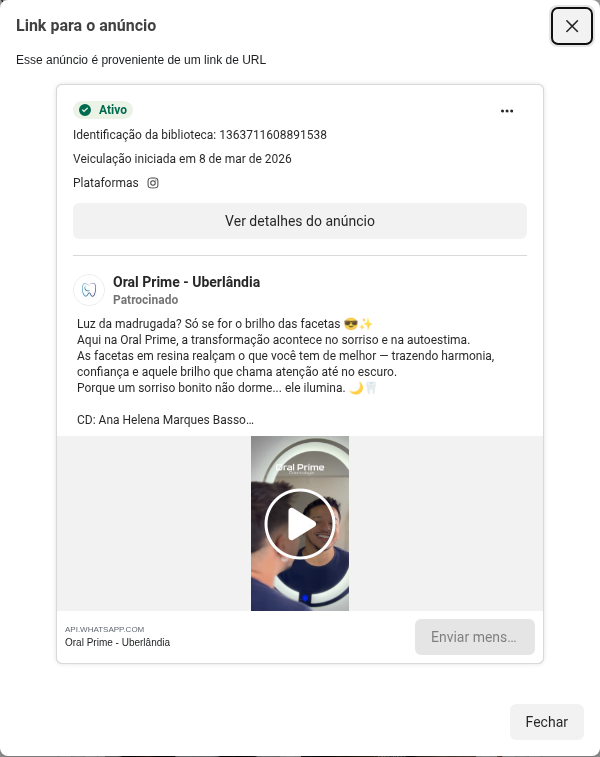 Link para o anúncio
Esse anúncio é proveniente de um link de URL
Ativo
Identificação da biblioteca: 1363711608891538
Veiculação iniciada em 8 de mar de 2026
Plataformas
Ver detalhes do anúncio
Oral Prime - Uberlândia
Patrocinado
Luz da madrugada? Só se for o brilho das facetas 😎✨
Aqui na Oral Prime, a transformação acontece no sorriso e na autoestima.
As facetas em resina realçam o que você tem de melhor — trazendo harmonia,
confiança e aquele brilho que chama atenção até no escuro.
Porque um sorriso bonito não dorme... ele ilumina. 🌙🦷
CD: Ana Helena Marques Basso...
Oral Prime
API.WHATSAPP.COM
Oral Prime - Uberlândia
Enviar mens...
Fechar